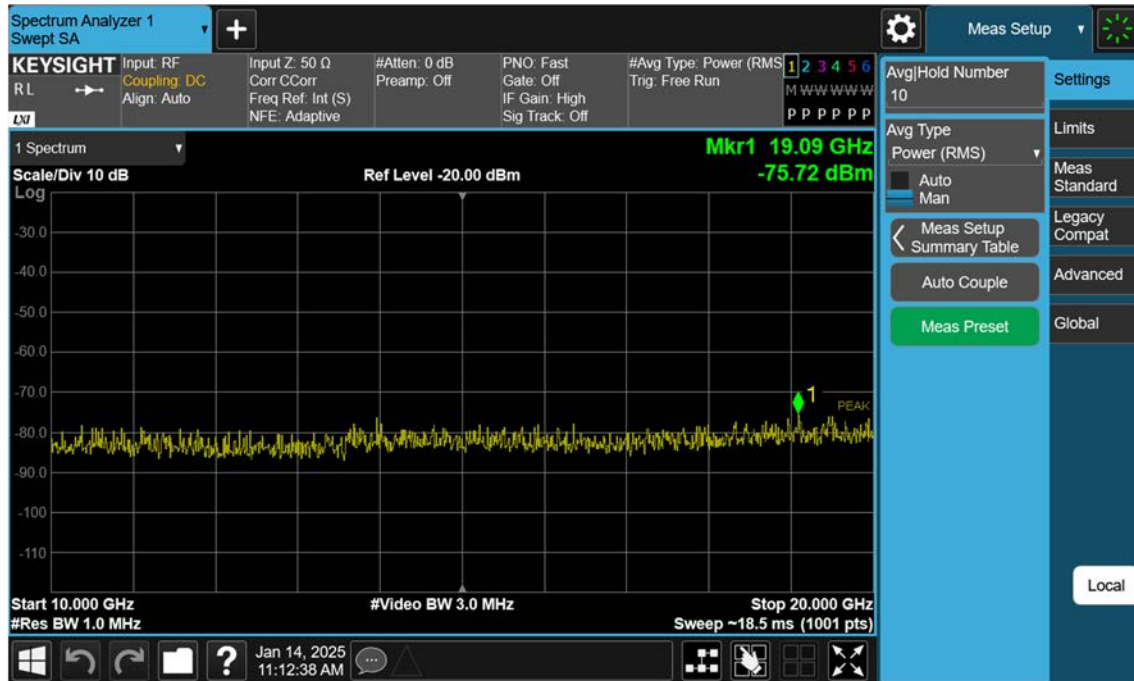 Spectrum Analyzer 1
Swept SA
+
Meas Setup
KEYSIGHT
RL
LXI
Input: RF
Coupling: DC
Align: Auto
Input Z: 50 Ω
Corr CCorr
Freq Ref: Int (S)
NFE: Adaptive
#Atten: 0 dB
Preamp: Off
PNO: Fast
Gate: Off
IF Gain: High
Sig Track: Off
#Avg Type: Power (RMS
Trig: Free Run
1 2 3 4 5 6
M W W W W W
P P P P P P
1 Spectrum
Scale/Div 10 dB
Ref Level -20.00 dBm
Mkr1 19.09 GHz
-75.72 dBm
Log
-30.0
-40.0
-50.0
-60.0
-70.0
-80.0
-90.0
-100
-110
1
PEAK
Start 10.000 GHz
#Video BW 3.0 MHz
Stop 20.000 GHz
#Res BW 1.0 MHz
Sweep ~18.5 ms (1001 pts)
Avg|Hold Number
10
Avg Type
Power (RMS)
Auto
Man
Meas Setup
Summary Table
Auto Couple
Meas Preset
Settings
Limits
Meas
Standard
Legacy
Compat
Advanced
Global
Local
?
Jan 14, 2025
11:12:38 AM